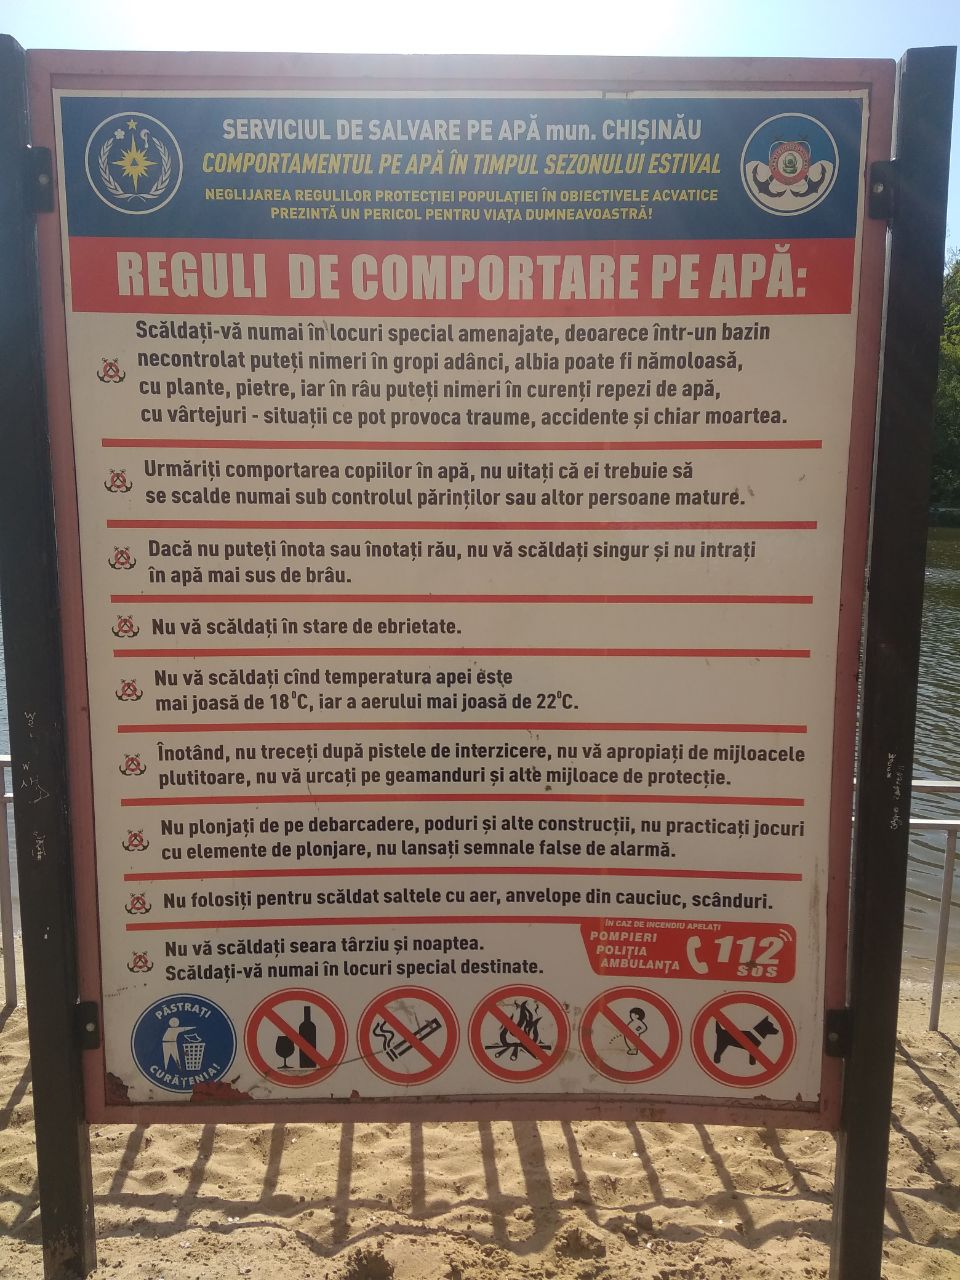 SERVICIUL DE SALVARE PE APĂ mun. CHIȘINĂU
COMPORTAMENTUL PE APĂ ÎN TIMPUL SEZONULUI ESTIVAL
NEGLIJAREA REGULILOR PROTECȚIEI POPULAȚIEI ÎN OBIECTIVELE ACVATICE
PREZINTĂ UN PERICOL PENTRU VIAȚA DUMNEAVOASTRĂ!
REGULI DE COMPORTARE PE APĂ:
Scăldați-vă numai în locuri special amenajate, deoarece într-un bazin
necontrolat puteți nimeri în gropi adânci, albia poate fi nămoloasă,
cu plante, pietre, iar în râu puteți nimeri în curenți repezi de apă,
cu vârtejuri - situații ce pot provoca traume, accidente și chiar moartea.
Urmăriți comportarea copiilor în apă, nu uitați că ei trebuie să
se scalde numai sub controlul părinților sau altor persoane mature.
Dacă nu puteți înota sau înotați rău, nu vă scăldați singur și nu intrați
în apă mai sus de brâu.
Nu vă scăldați în stare de ebrietate.
Nu vă scăldați cînd temperatura apei este
mai joasă de 18⁰C, iar a aerului mai joasă de 22⁰C.
Înotând, nu treceți după pistele de interzicere, nu vă apropiați de mijloacele
plutitoare, nu vă urcați pe geamanduri și alte mijloace de protecție.
Nu plonjați de pe debarcadere, poduri și alte construcții, nu practicați jocuri
cu elemente de plonjare, nu lansați semnale false de alarmă.
Nu folosiți pentru scăldat saltele cu aer, anvelope din cauciuc, scânduri.
Nu vă scăldați seara târziu și noaptea.
Scăldați-vă numai în locuri special destinate.
ÎN CAZ DE INCENDIU APELAȚI
POMPIERI
POLIȚIA
AMBULANȚA
112
SOS
PĂSTRAȚI
CURĂȚENIA!